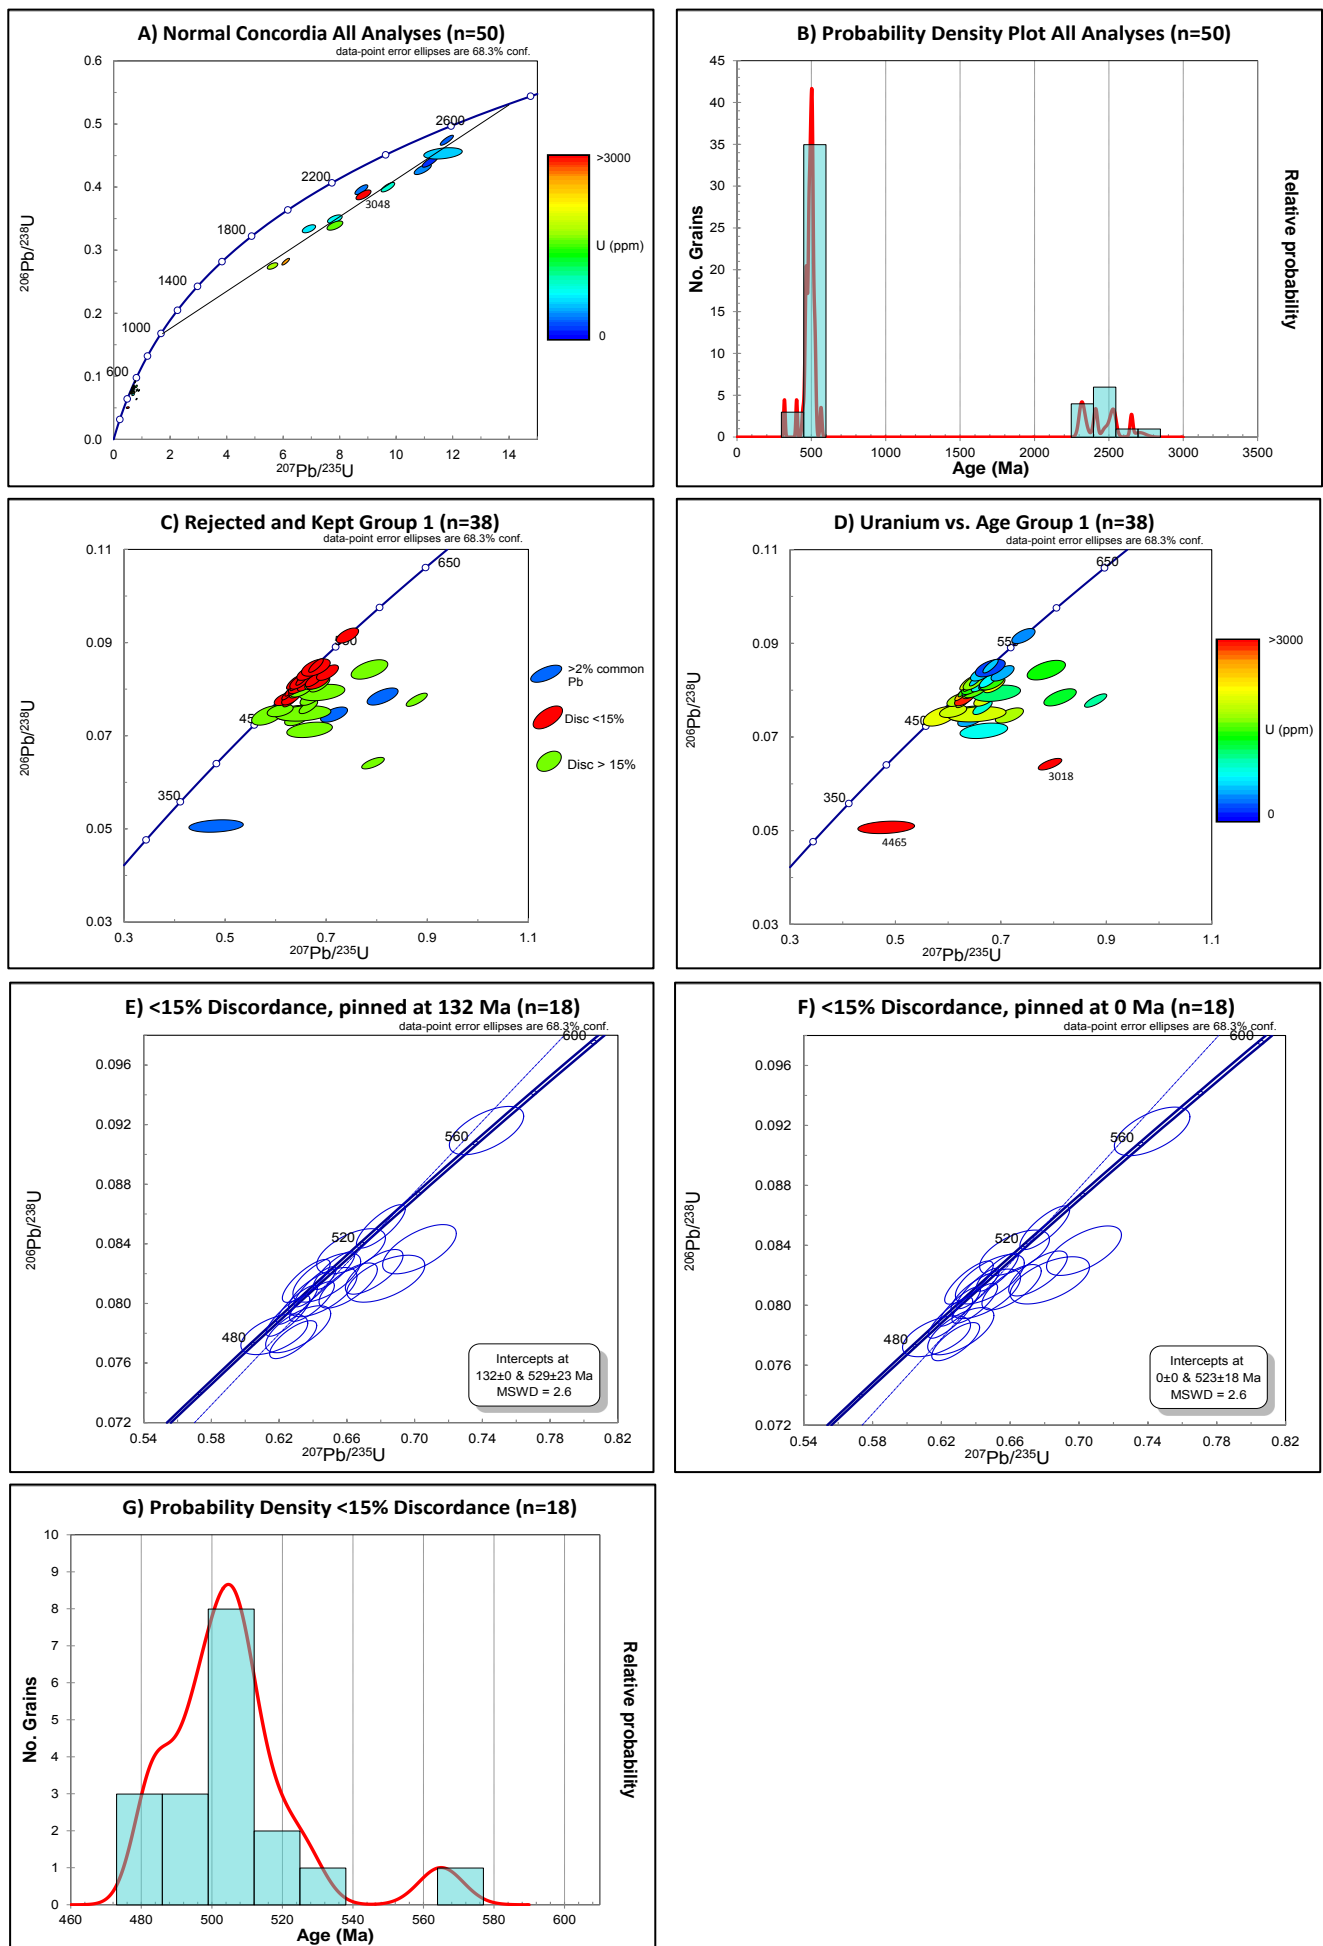 A) Normal Concordia All Analyses (n=50)
data-point error ellipses are 68.3% conf.
0.6
0.5
0.4
0.3
0.2
0.1
0.0
206Pb/238U
2600
2200
1800
1400
1000
600
3048
0 2 4 6 8 10 12 14
207Pb/235U
>3000
U (ppm)
0
B) Probability Density Plot All Analyses (n=50)
45
40
35
30
25
20
15
10
5
0
No. Grains
Relative probability
0 500 1000 1500 2000 2500 3000 3500
Age (Ma)
C) Rejected and Kept Group 1 (n=38)
data-point error ellipses are 68.3% conf.
0.11
0.09
0.07
0.05
0.03
206Pb/238U
650
350
0.3 0.5 0.7 0.9 1.1
207Pb/235U
>2% common
Pb
Disc <15%
Disc > 15%
D) Uranium vs. Age Group 1 (n=38)
data-point error ellipses are 68.3% conf.
0.11
0.09
0.07
0.05
0.03
206Pb/238U
650
450
350
3018
4465
0.3 0.5 0.7 0.9 1.1
207Pb/235U
>3000
U (ppm)
0
E) <15% Discordance, pinned at 132 Ma (n=18)
data-point error ellipses are 68.3% conf.
600
0.096
0.092
0.088
0.084
0.080
0.076
0.072
206Pb/238U
560
520
480
Intercepts at
132±0 & 529±23 Ma
MSWD = 2.6
0.54 0.58 0.62 0.66 0.70 0.74 0.78 0.82
207Pb/235U
F) <15% Discordance, pinned at 0 Ma (n=18)
data-point error ellipses are 68.3% conf.
600
0.096
0.092
0.088
0.084
0.080
0.076
0.072
206Pb/238U
560
520
480
Intercepts at
0±0 & 523±18 Ma
MSWD = 2.6
0.54 0.58 0.62 0.66 0.70 0.74 0.78 0.82
207Pb/235U
G) Probability Density <15% Discordance (n=18)
10
9
8
7
6
5
4
3
2
1
0
No. Grains
Relative probability
460 480 500 520 540 560 580 600
Age (Ma)